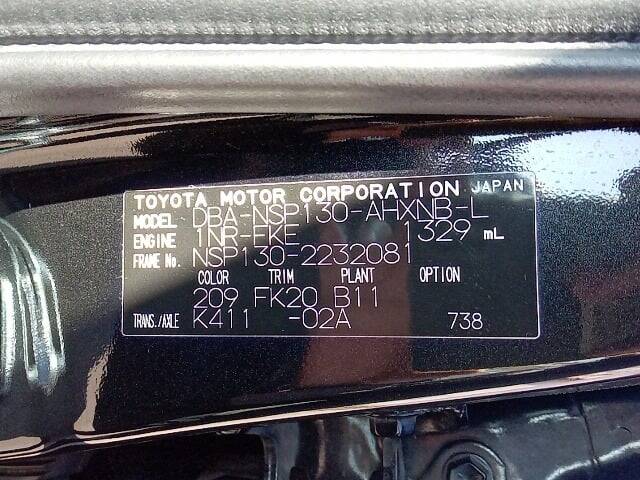 TOYOTA MOTOR CORPORATION JAPAN
MODEL DBA-NSP130-AHXNB-L
ENGINE 1NR-FKE 1329 mL
FRAME No. NSP130-2232081
COLOR TRIM PLANT OPTION
209 FK20 B11
TRANS./AXLE K411 -02A 738